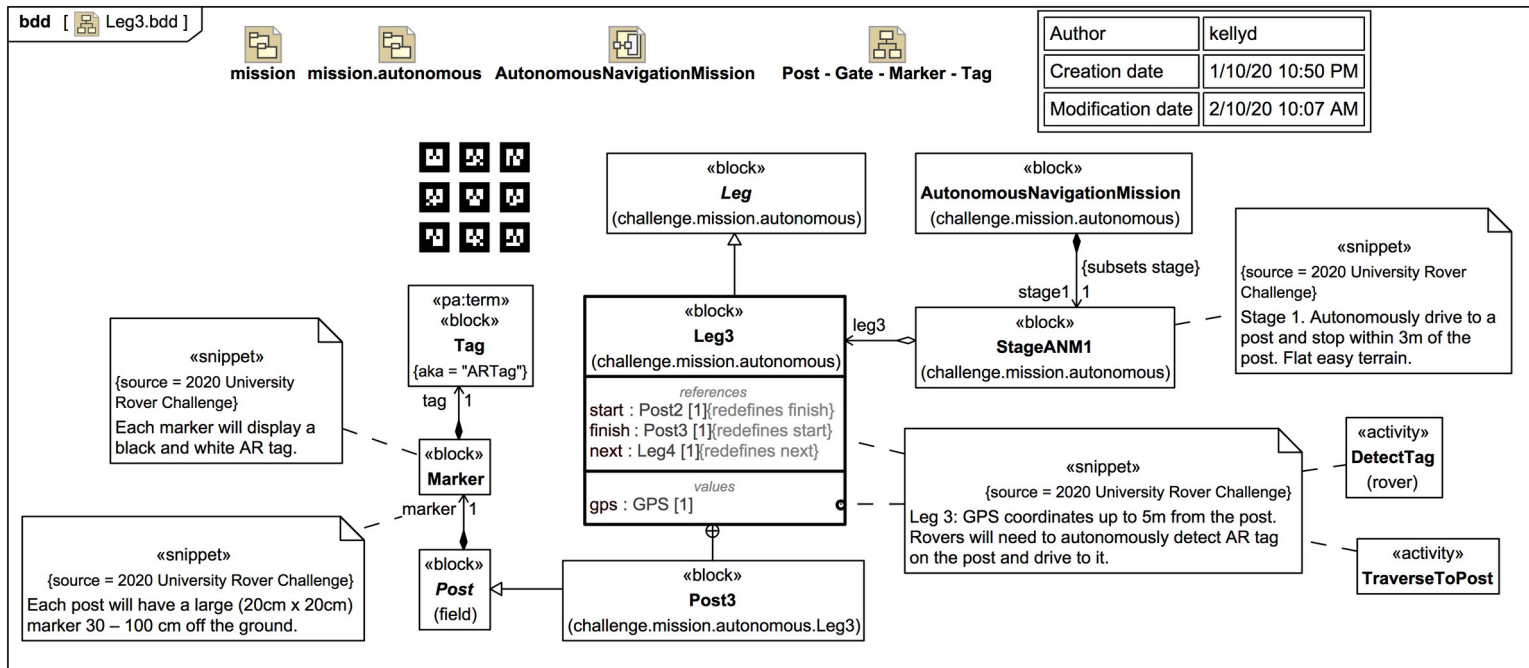 bdd [ Leg3.bdd ]
mission
mission.autonomous
AutonomousNavigationMission
Post - Gate - Marker - Tag
Author kellyd
Creation date 1/10/20 10:50 PM
Modification date 2/10/20 10:07 AM
«block»
Leg
(challenge.mission.autonomous)
«block»
AutonomousNavigationMission
(challenge.mission.autonomous)
{subsets stage}
stage1 1
«snippet»
{source = 2020 University Rover
Challenge}
Stage 1. Autonomously drive to a
post and stop within 3m of the
post. Flat easy terrain.
«pa:term»
«block»
Tag
{aka = "ARTag"}
tag 1
«block»
Leg3
(challenge.mission.autonomous)
references
start : Post2 [1]{redefines finish}
finish : Post3 [1]{redefines start}
next : Leg4 [1]{redefines next}
values
gps : GPS [1]
leg3
«block»
StageANM1
(challenge.mission.autonomous)
«snippet»
{source = 2020 University
Rover Challenge}
Each marker will display a
black and white AR tag.
«block»
Marker
marker 1
«snippet»
{source = 2020 University Rover Challenge}
Leg 3: GPS coordinates up to 5m from the post.
Rovers will need to autonomously detect AR tag
on the post and drive to it.
«activity»
DetectTag
(rover)
«activity»
TraverseToPost
«snippet»
{source = 2020 University Rover Challenge}
Each post will have a large (20cm x 20cm)
marker 30 – 100 cm off the ground.
«block»
Post
(field)
«block»
Post3
(challenge.mission.autonomous.Leg3)